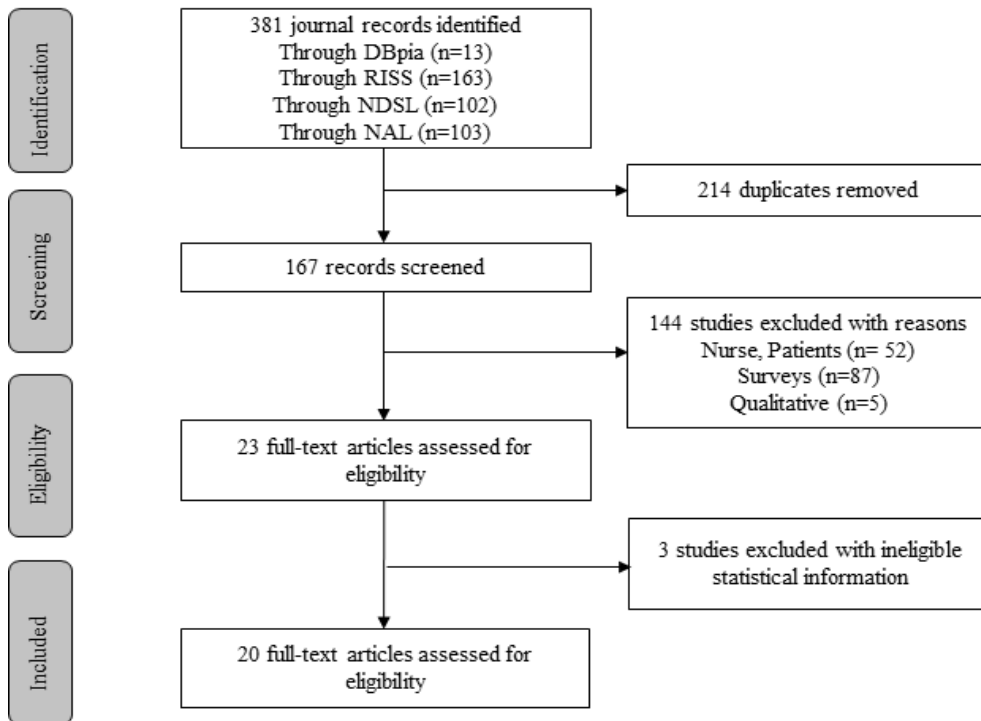 Identification
381 journal records identified
Through DBpia (n=13)
Through RISS (n=163)
Through NDSL (n=102)
Through NAL (n=103)
214 duplicates removed
Screening
167 records screened
144 studies excluded with reasons
Nurse, Patients (n= 52)
Surveys (n=87)
Qualitative (n=5)
Eligibility
23 full-text articles assessed for
eligibility
3 studies excluded with ineligible
statistical information
Included
20 full-text articles assessed for
eligibility